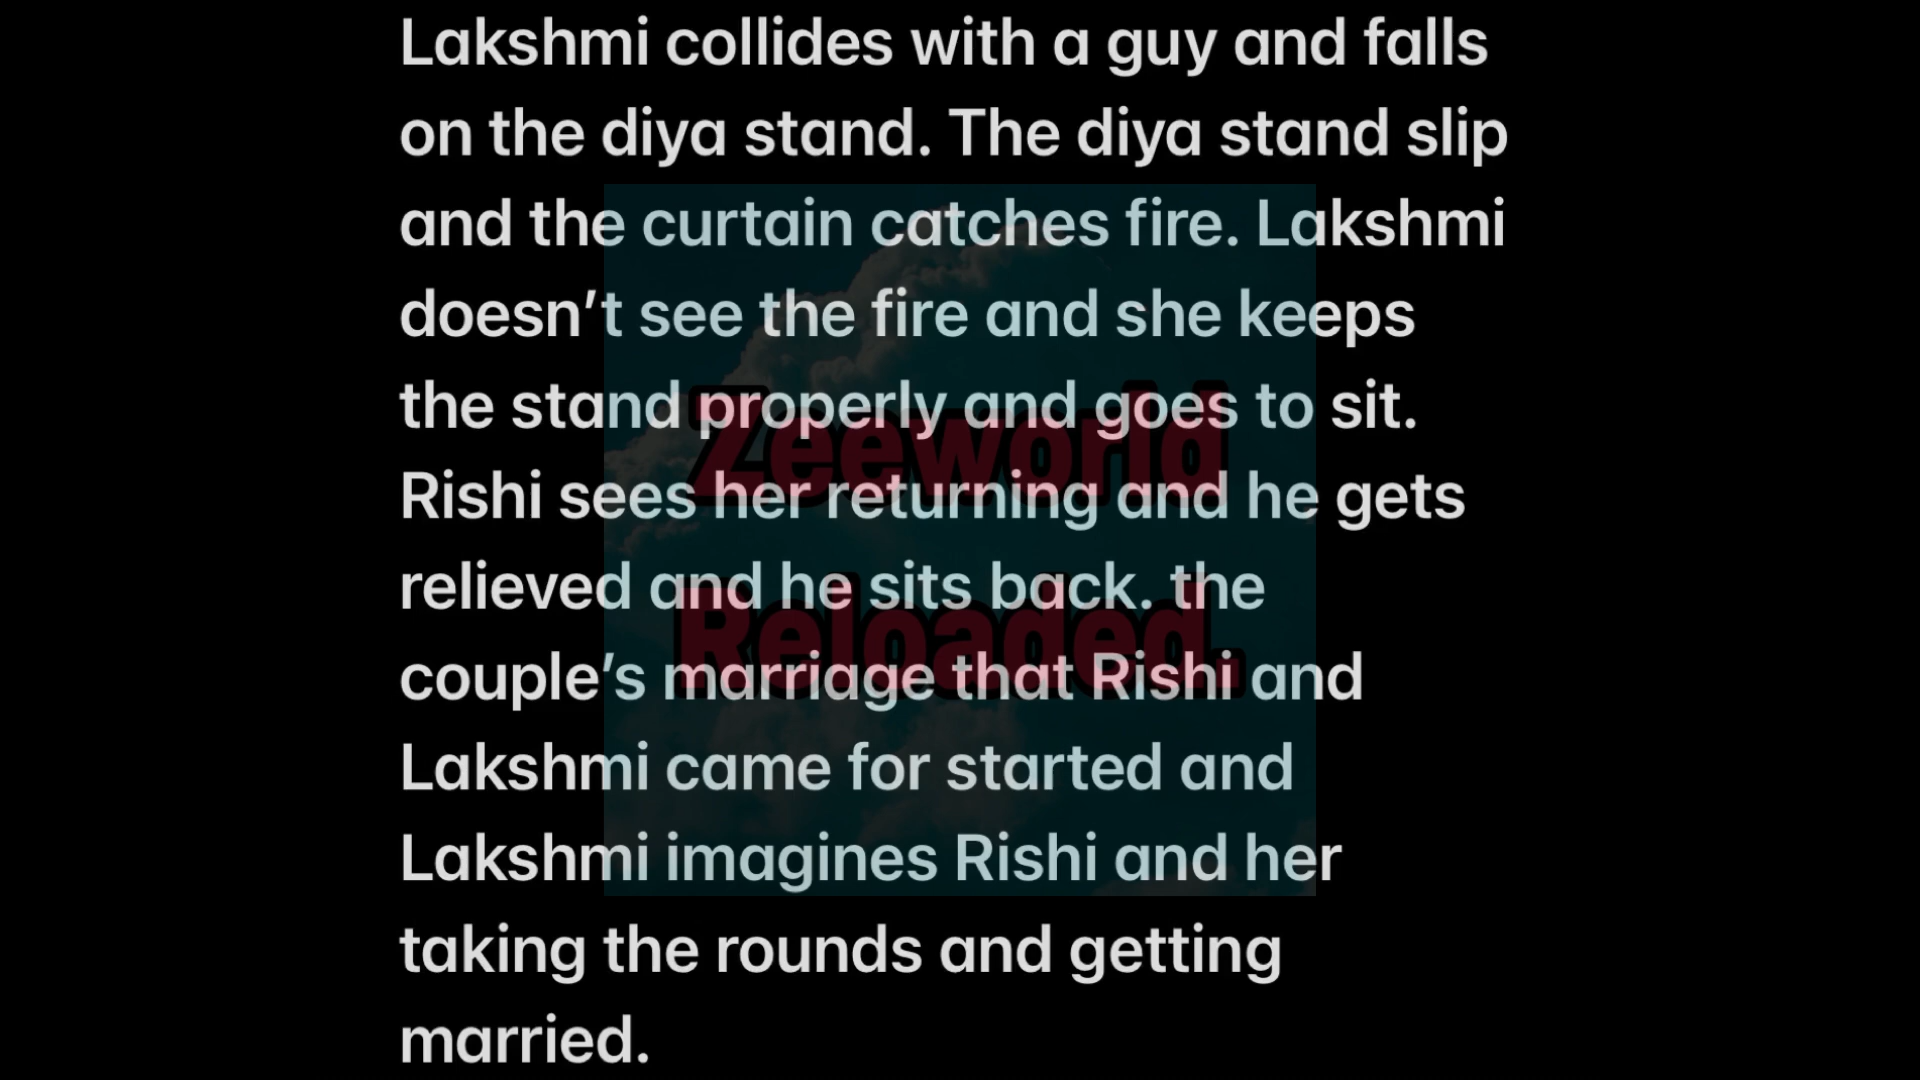 Lakshmi collides with a guy and falls
on the diya stand. The diya stand slip
and the curtain catches fire. Lakshmi
doesn’t see the fire and she keeps
the stand properly and goes to sit.
Rishi sees her returning and he gets
relieved and he sits back. the
couple’s marriage that Rishi and
Lakshmi came for started and
Lakshmi imagines Rishi and her
taking the rounds and getting
married.
Zeeworld
Reloaded.